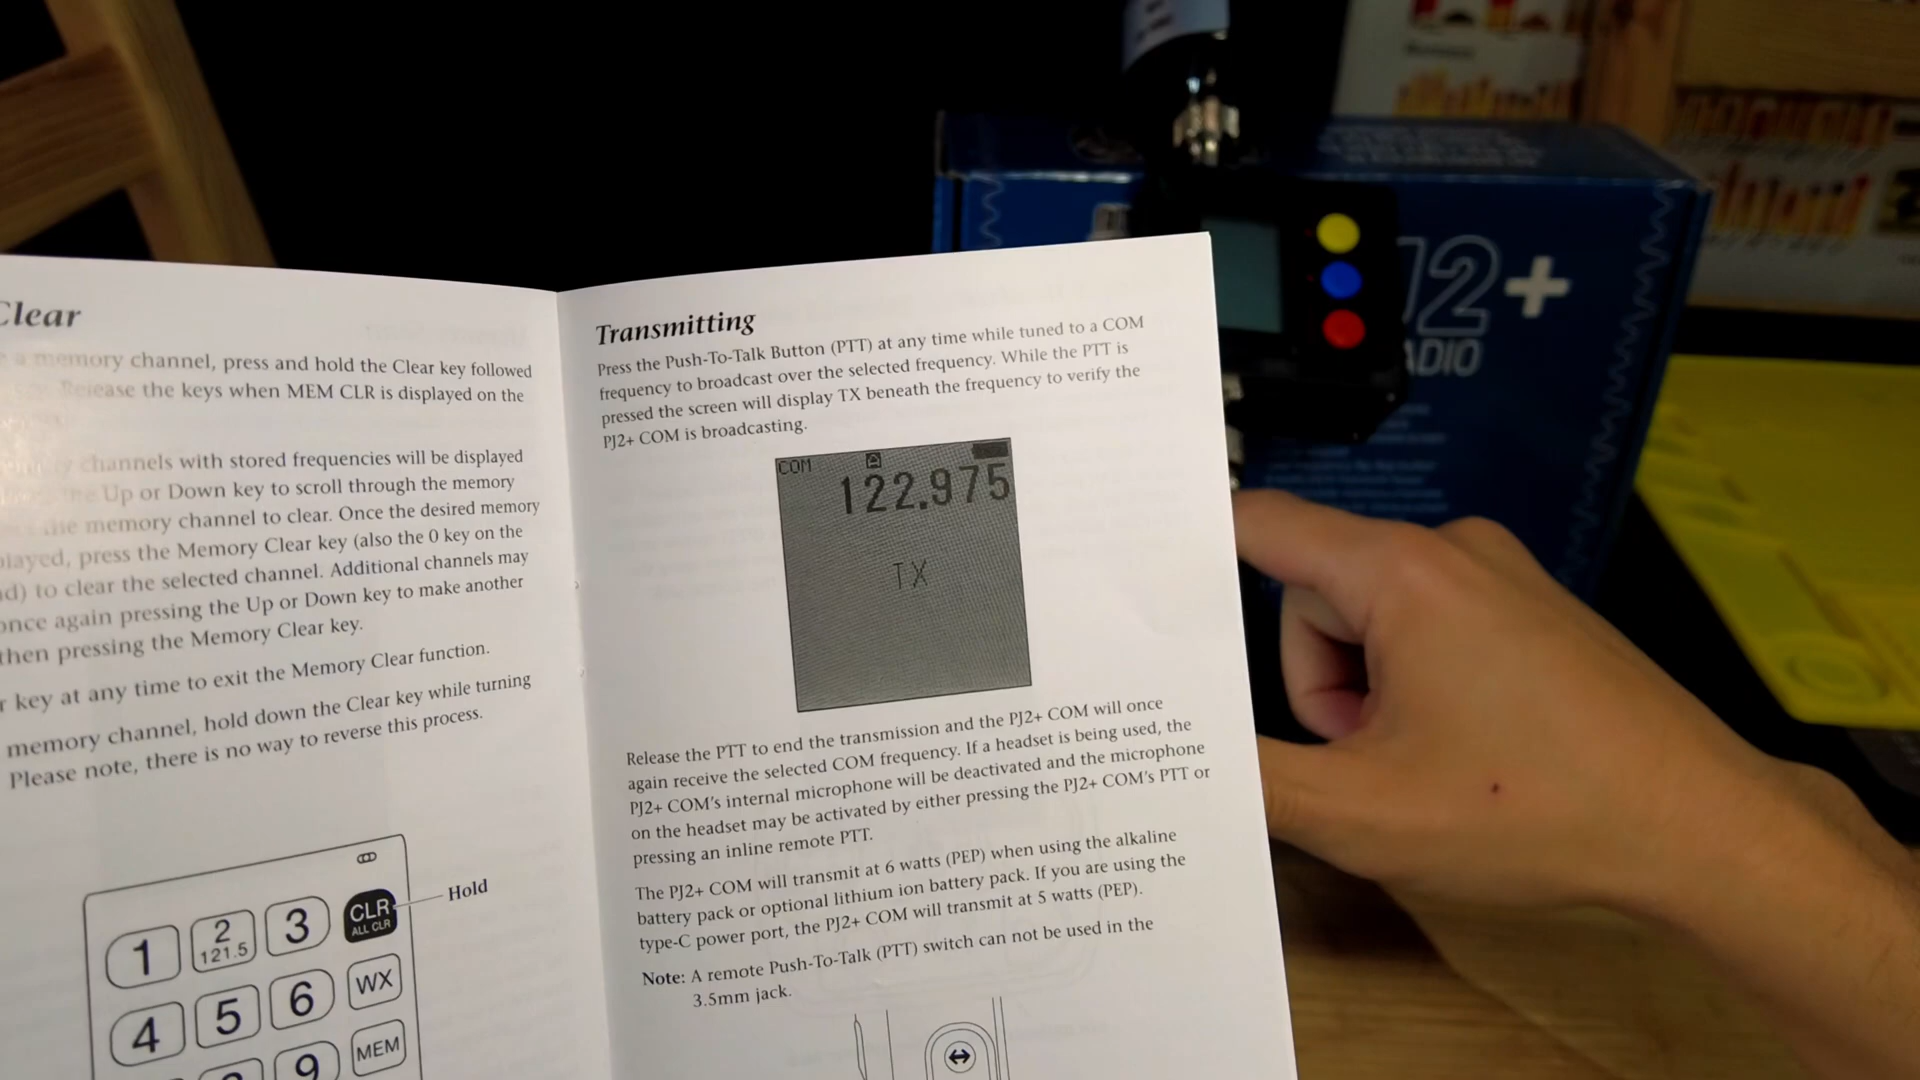 Clear
a memory channel, press and hold the Clear key followed
Release the keys when MEM CLR is displayed on the
channels with stored frequencies will be displayed
Up or Down key to scroll through the memory
the memory channel to clear. Once the desired memory
played, press the Memory Clear key (also the 0 key on the
to clear the selected channel. Additional channels may
once again pressing the Up or Down key to make another
then pressing the Memory Clear key.
key at any time to exit the Memory Clear function.
memory channel, hold down the Clear key while turning
Please note, there is no way to reverse this process.
Hold
1
2
121.5
3
CLR
ALL CLR
4
5
6
WX
9
MEM
Transmitting
Press the Push-To-Talk Button (PTT) at any time while tuned to a COM
frequency to broadcast over the selected frequency. While the PTT is
pressed the screen will display TX beneath the frequency to verify the
PJ2+ COM is broadcasting.
COM
122.975
TX
Release the PTT to end the transmission and the PJ2+ COM will once
again receive the selected COM frequency. If a headset is being used, the
PJ2+ COM's internal microphone will be deactivated and the microphone
on the headset may be activated by either pressing the PJ2+ COM's PTT or
pressing an inline remote PTT.
The PJ2+ COM will transmit at 6 watts (PEP) when using the alkaline
battery pack or optional lithium ion battery pack. If you are using the
type-C power port, the PJ2+ COM will transmit at 5 watts (PEP).
Note: A remote Push-To-Talk (PTT) switch can not be used in the
3.5mm jack.
J2+
ADIO